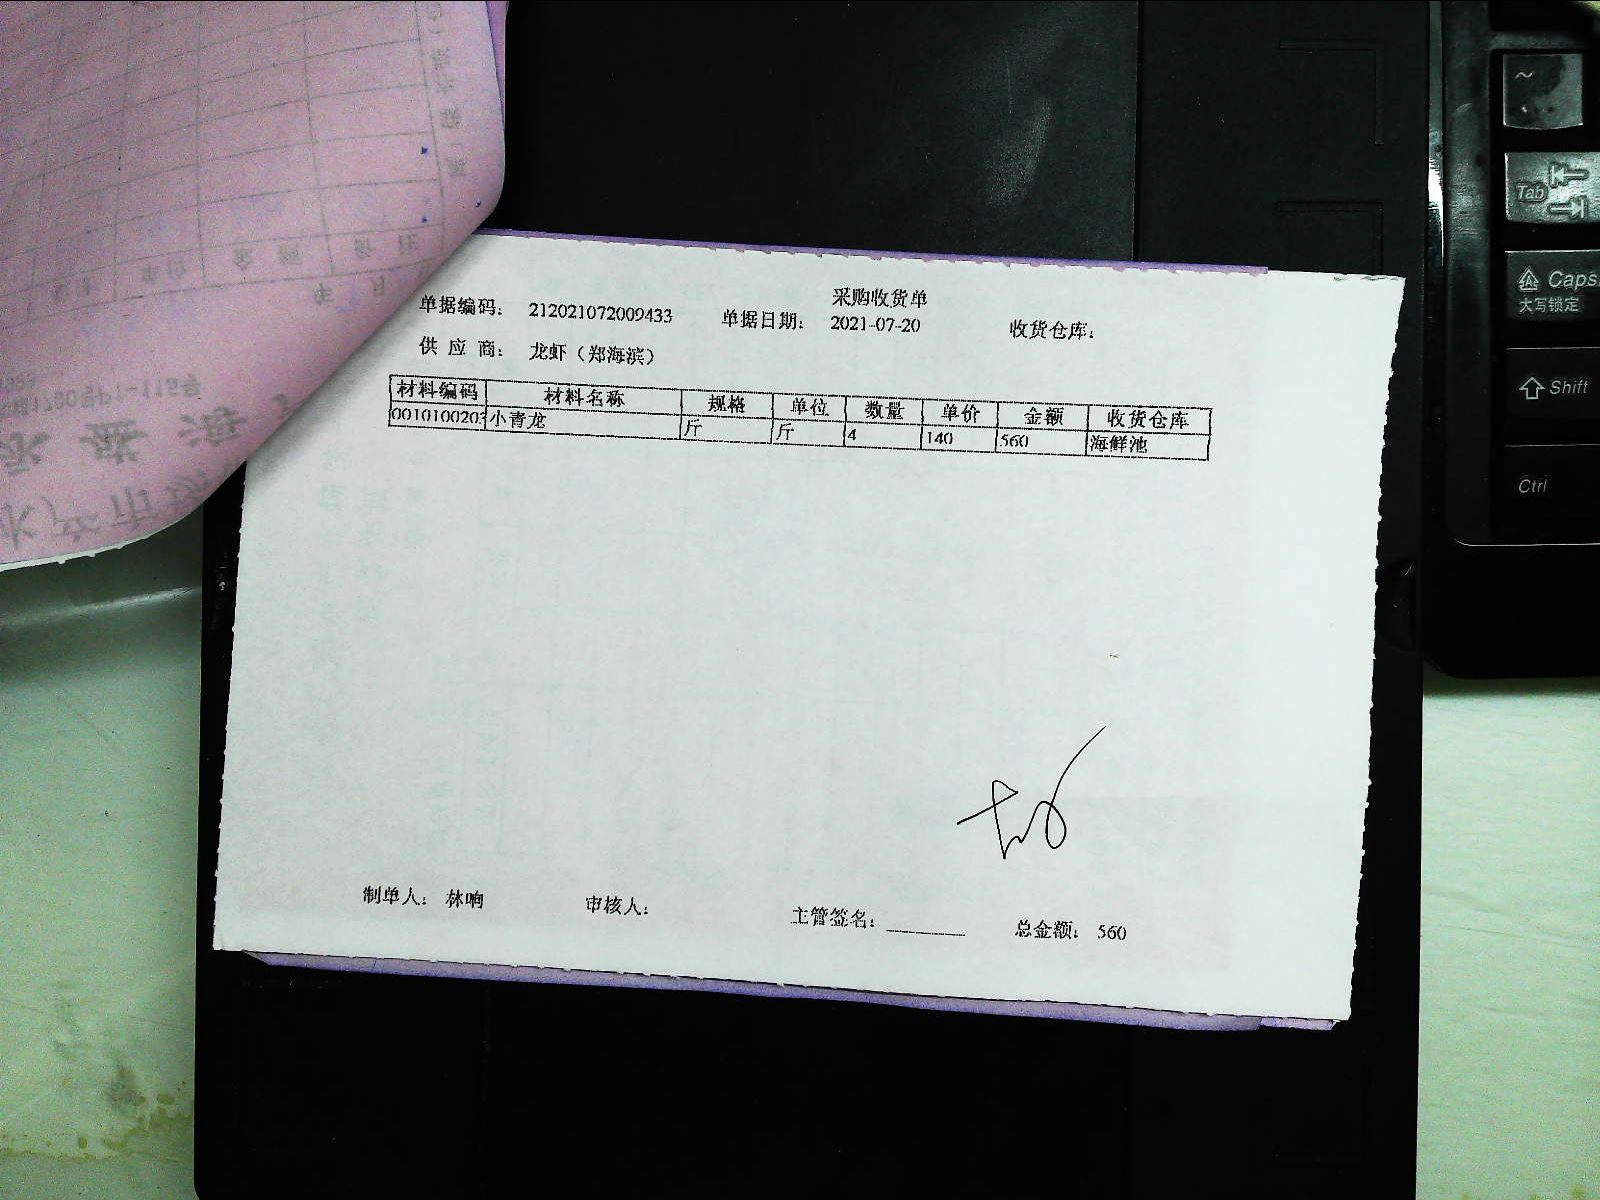 采购收货单
单据编码： 212021072009433 单据日期： 2021-07-20 收货仓库：
供 应 商： 龙虾（郑海滨）
材料编码 材料名称 规格 单位 数量 单价 金额 收货仓库
0010100203 小青龙 斤 斤 4 140 560 海鲜池
制单人： 林响 审核人： 主管签名： 总金额： 560
~
Tab
Caps
大写锁定
Shift
Ctrl